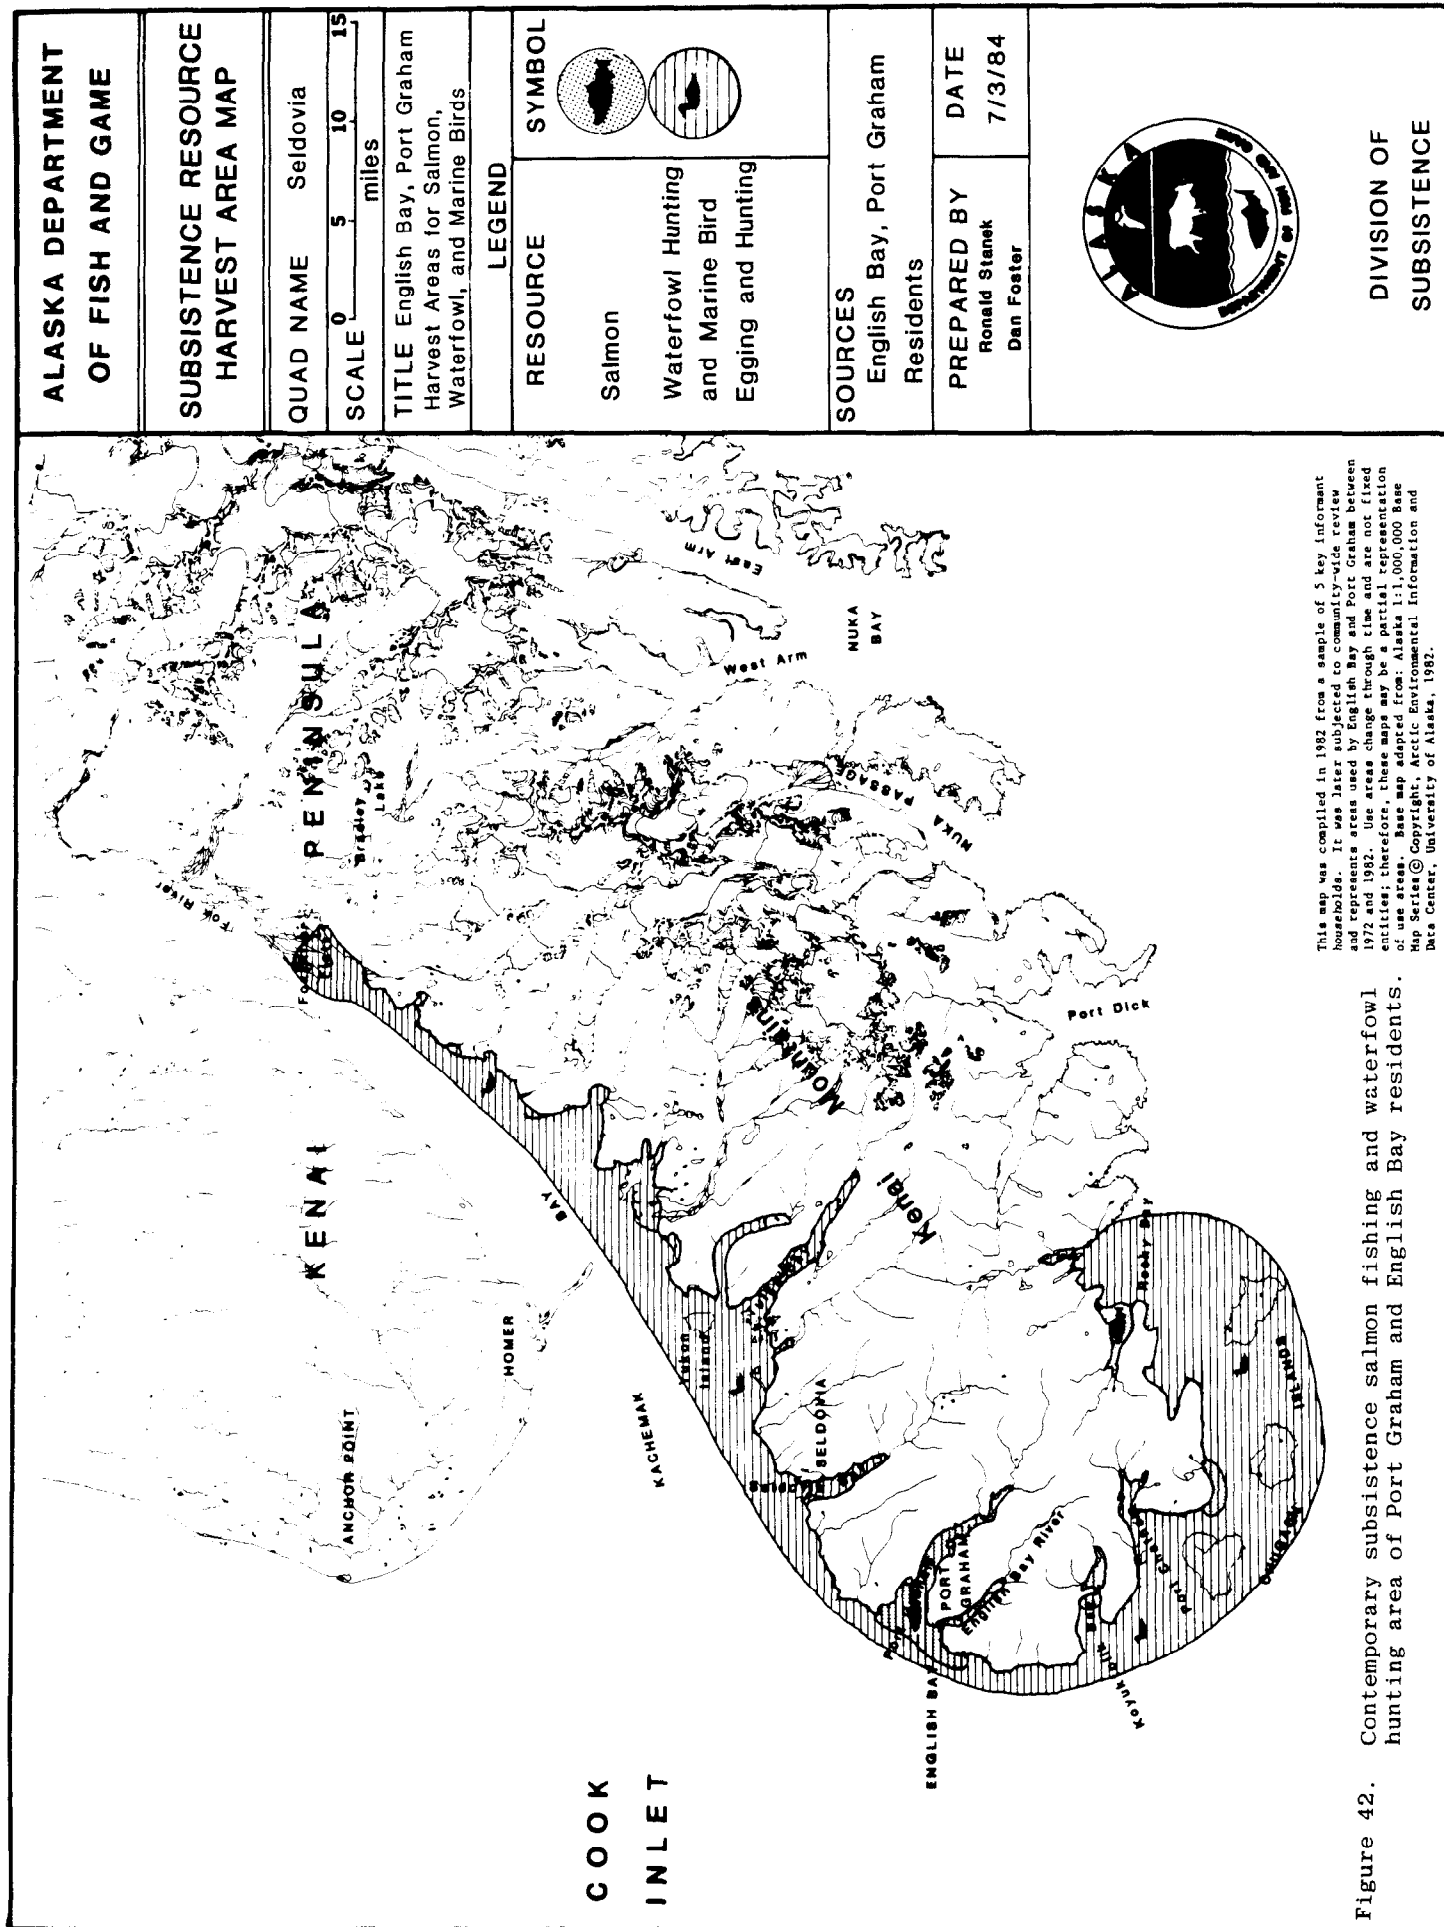 ALASKA DEPARTMENT
OF FISH AND GAME
SUBSISTENCE RESOURCE
HARVEST AREA MAP
QUAD NAME Seldovia
SCALE 0 5 10 15
miles
TITLE English Bay, Port Graham
Harvest Areas for Salmon,
Waterfowl, and Marine Birds
LEGEND
RESOURCE SYMBOL
Salmon
Waterfowl Hunting
and Marine Bird
Egging and Hunting
SOURCES
English Bay, Port Graham
Residents
PREPARED BY DATE
Ronald Stanek 7/3/84
Dan Foster
ALASKA
DEPARTMENT OF FISH AND GAME
DIVISION OF
SUBSISTENCE
KENAI PENINSULA
Fox River
Bradley
Lake
East Arm
West Arm
NUKA
BAY
NUKA PASSAGE
Port Dick
Kenai Mountains
ANCHOR POINT
HOMER
KACHEMAK BAY
Yukon
Island
SELDOVIA
PORT
GRAHAM
English Bay River
ENGLISH BAY
Koyuktolik Bay
Port Chatham
Rocky Bay
CHUGACH ISLANDS
COOK
INLET
This map was compiled in 1982 from a sample of 5 key informant
households. It was later subjected to community-wide review
and represents areas used by English Bay and Port Graham between
1972 and 1982. Use areas change through time and are not fixed
entities; therefore, these maps may be a partial representation
of use areas. Base map adapted from: Alaska 1:1,000,000 Base
Map Series © Copyright, Arctic Environmental Information and
Data Center, University of Alaska, 1982.
Figure 42. Contemporary subsistence salmon fishing and waterfowl
hunting area of Port Graham and English Bay residents.